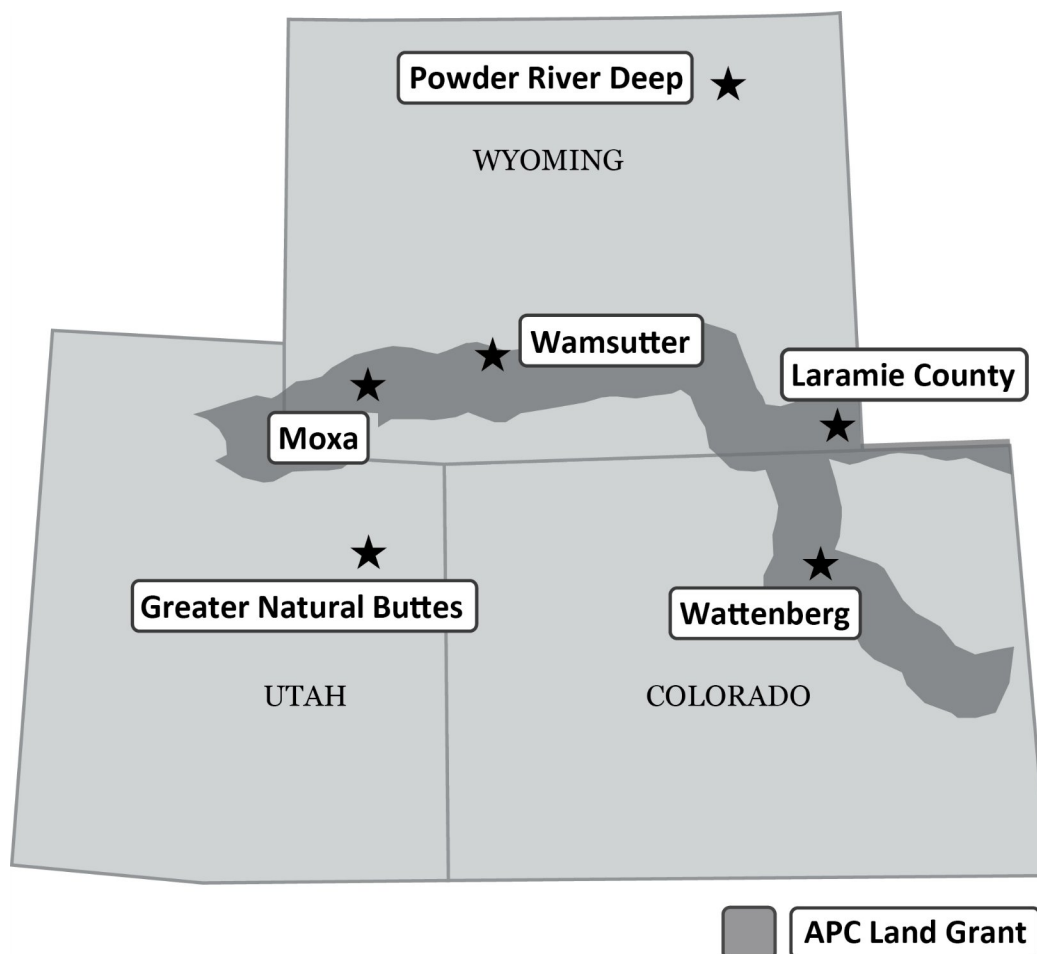 Powder River Deep
WYOMING
Wamsutter
Laramie County
Moxa
Greater Natural Buttes
Wattenberg
UTAH
COLORADO
APC Land Grant